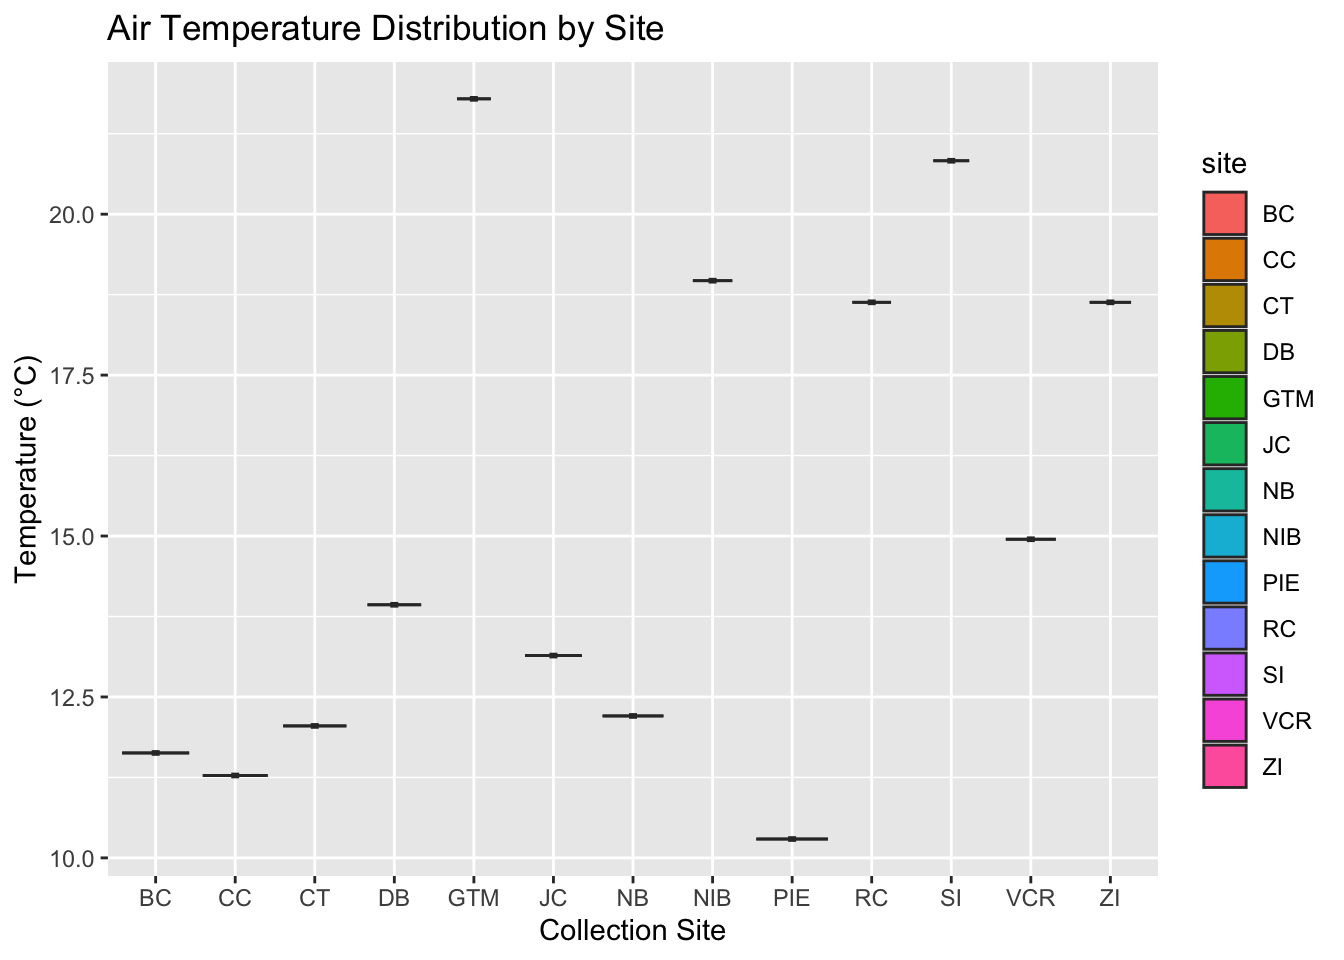 Air Temperature Distribution by Site
Temperature (°C)
20.0
17.5
15.0
12.5
10.0
BC CC CT DB GTM JC NB NIB PIE RC SI VCR ZI
Collection Site
site
BC
CC
CT
DB
GTM
JC
NB
NIB
PIE
RC
SI
VCR
ZI